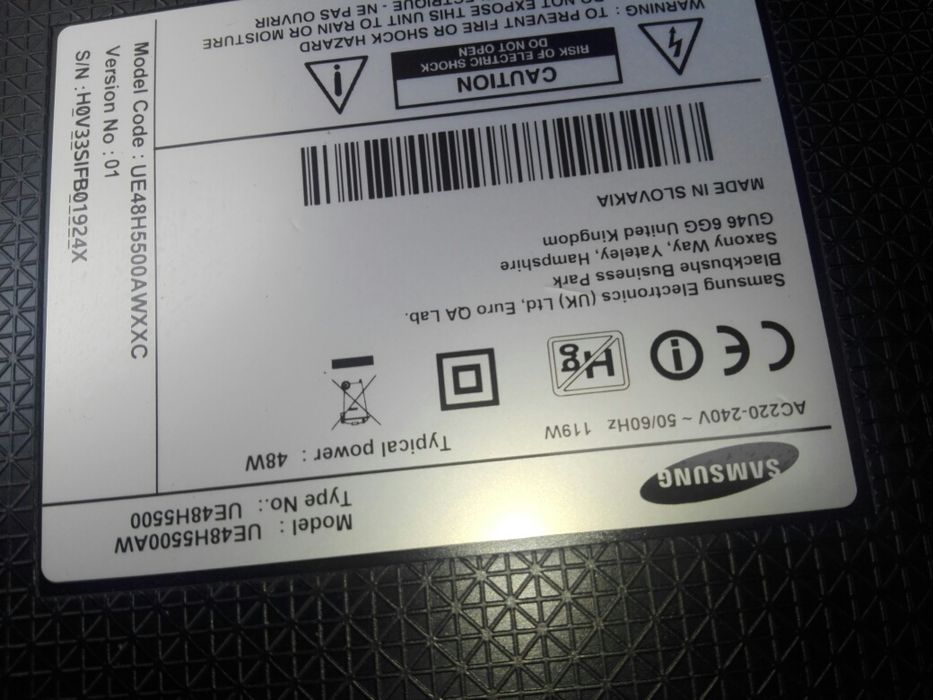 SAMSUNG
Model : UE48H5500AW
Type No.: UE48H5500
AC220-240V ~ 50/60Hz 119W
Typical power : 48W
CE
Hg
Samsung Electronics (UK) Ltd, Euro QA Lab.
Blackbushe Business Park
Saxony Way, Yateley, Hampshire
GU46 6GG United Kingdom
MADE IN SLOVAKIA
CAUTION
RISK OF ELECTRIC SHOCK
DO NOT OPEN
WARNING : TO PREVENT FIRE OR SHOCK HAZARD
DO NOT EXPOSE THIS UNIT TO RAIN OR MOISTURE
- NE PAS OUVRIR
Model Code : UE48H5500AWXXC
Version No : 01
S/N : H0V33SIFB01924X